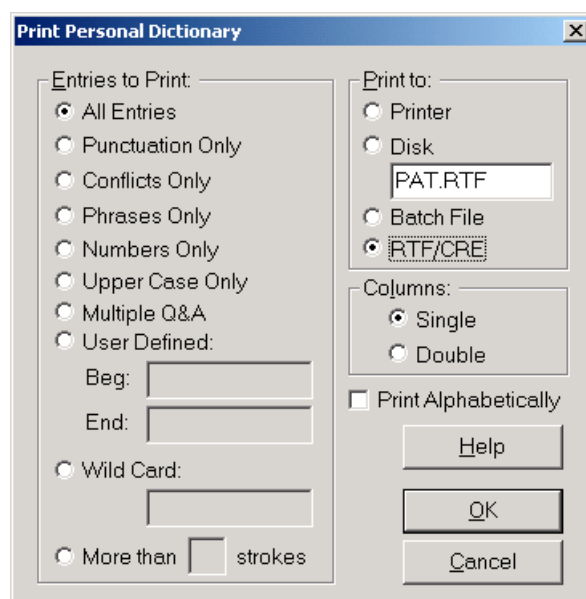 Print Personal Dictionary
Entries to Print:
All Entries
Punctuation Only
Conflicts Only
Phrases Only
Numbers Only
Upper Case Only
Multiple Q&A
User Defined:
Beg:
End:
Wild Card:
More than strokes
Print to:
Printer
Disk
PAT.RTF
Batch File
RTF/CRE
Columns:
Single
Double
Print Alphabetically
Help
OK
Cancel